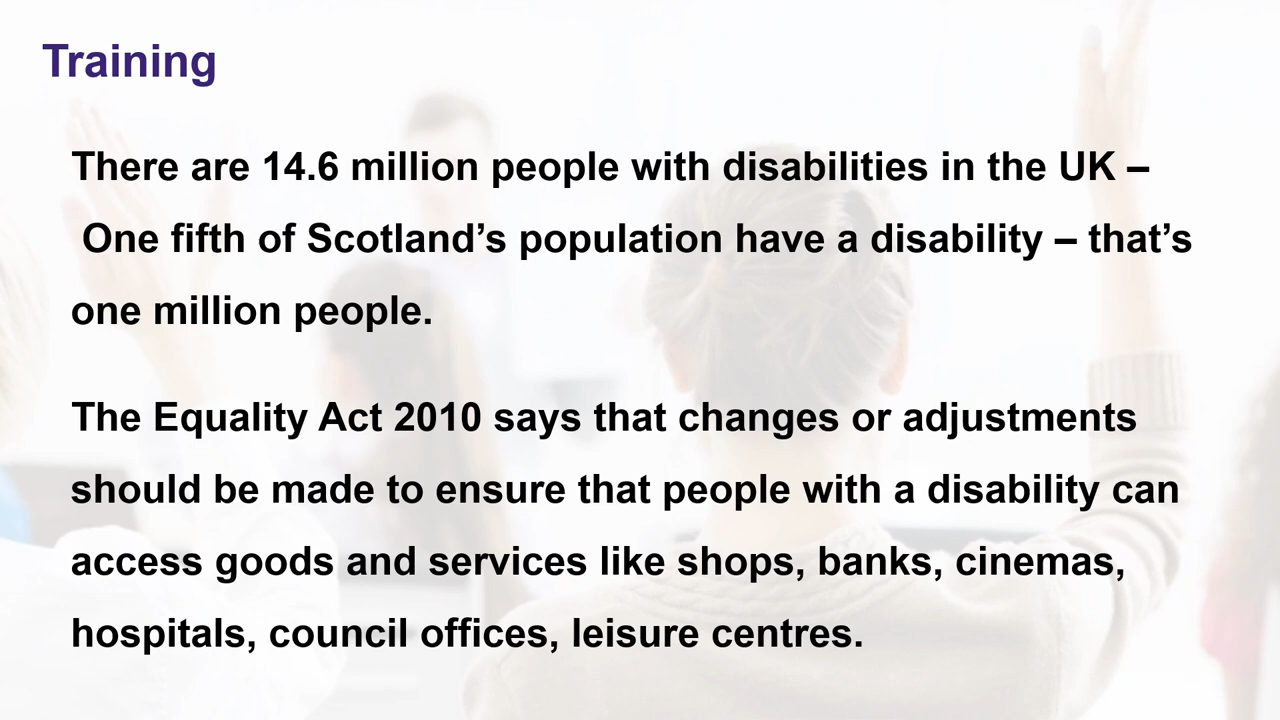 Training
There are 14.6 million people with disabilities in the UK –
One fifth of Scotland’s population have a disability – that’s
one million people.
The Equality Act 2010 says that changes or adjustments
should be made to ensure that people with a disability can
access goods and services like shops, banks, cinemas,
hospitals, council offices, leisure centres.